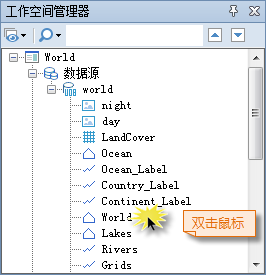 工作空间管理器
World
数据源
world
night
day
LandCover
Ocean
Ocean_Label
Country_Label
Continent_Label
World
双击鼠标
Lakes
Rivers
Grids